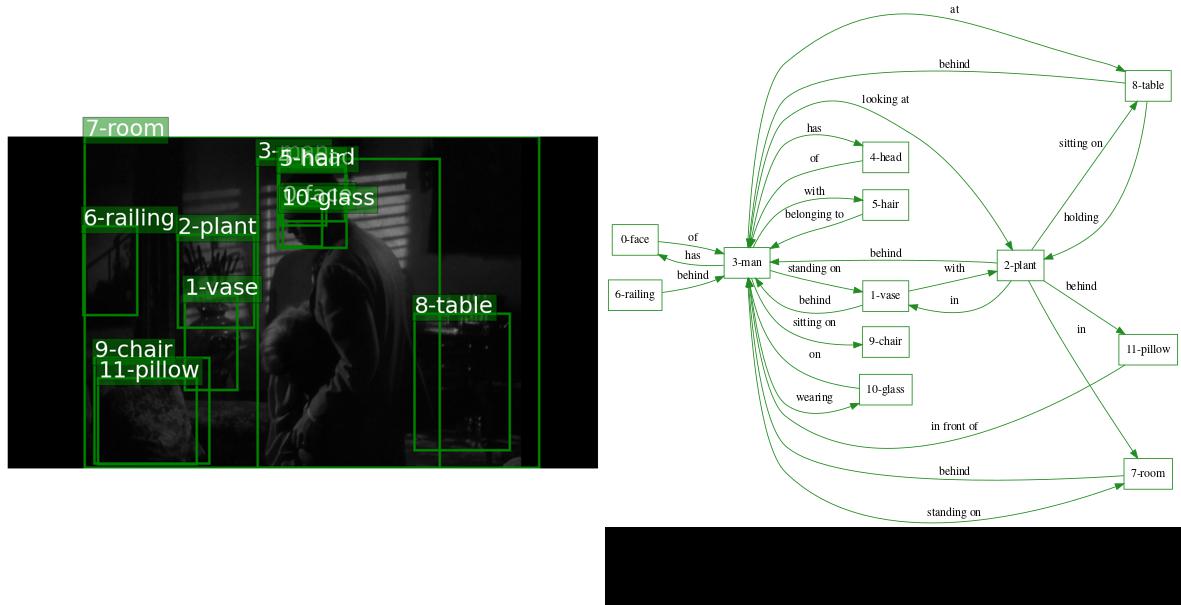 7-room
3-man
5-hair
0-face
10-glass
6-railing
2-plant
1-vase
8-table
9-chair
11-pillow
at
behind
8-table
looking at
has
4-head
of
sitting on
with
5-hair
belonging to
holding
0-face
of
has
3-man
behind
2-plant
standing on
with
behind
6-railing
behind
1-vase
in
behind
sitting on
9-chair
in
11-pillow
on
10-glass
wearing
in front of
behind
7-room
standing on